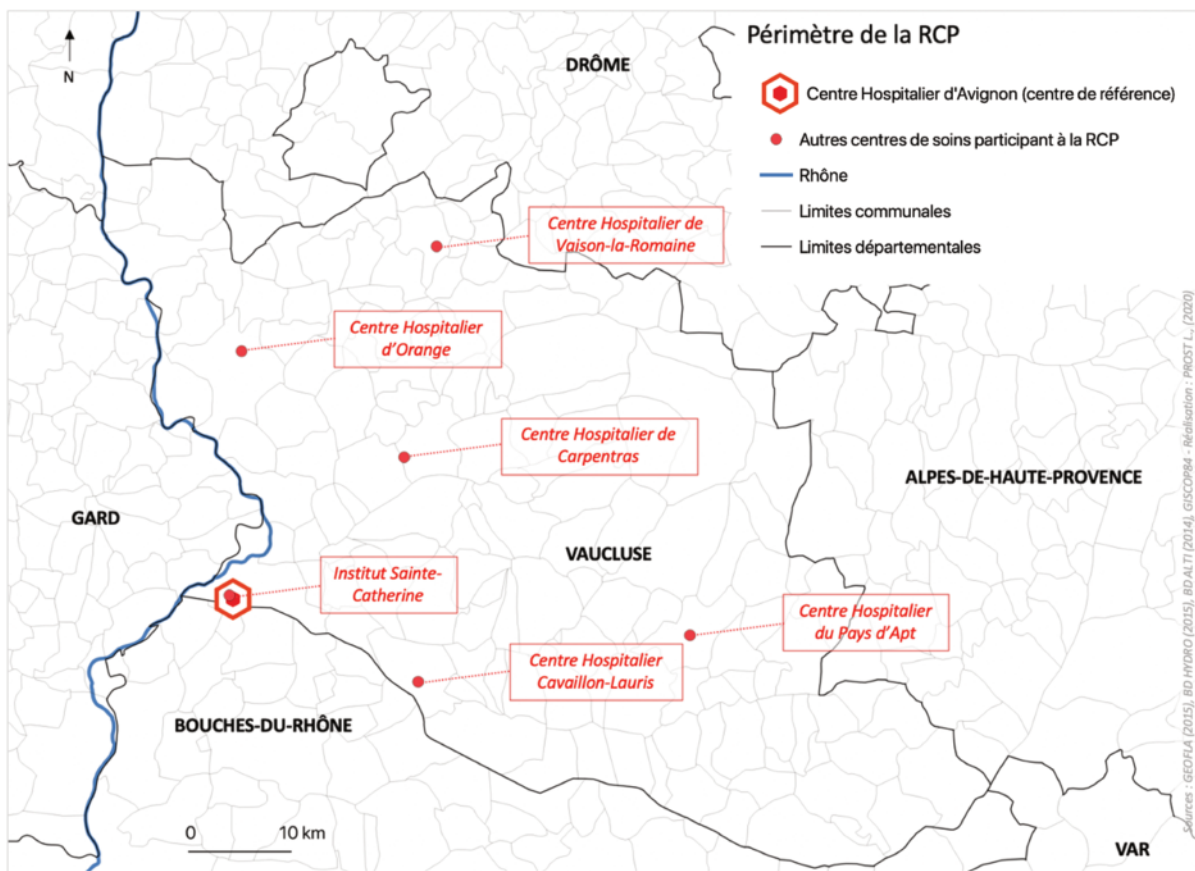 Périmètre de la RCP
Centre Hospitalier d'Avignon (centre de référence)
Autres centres de soins participant à la RCP
Rhône
Limites communales
Limites départementales
N
DRÔME
Centre Hospitalier de
Vaison-la-Romaine
Centre Hospitalier
d'Orange
Centre Hospitalier de
Carpentras
ALPES-DE-HAUTE-PROVENCE
GARD
VAUCLUSE
Institut Sainte-
Catherine
Centre Hospitalier
du Pays d'Apt
Centre Hospitalier
Cavaillon-Lauris
BOUCHES-DU-RHÔNE
0 10 km
VAR
Sources : GEOFLA (2015), BD HYDRO (2015), BD ALTI (2014), GISCOP84 - Réalisation : PROST L., (2020)